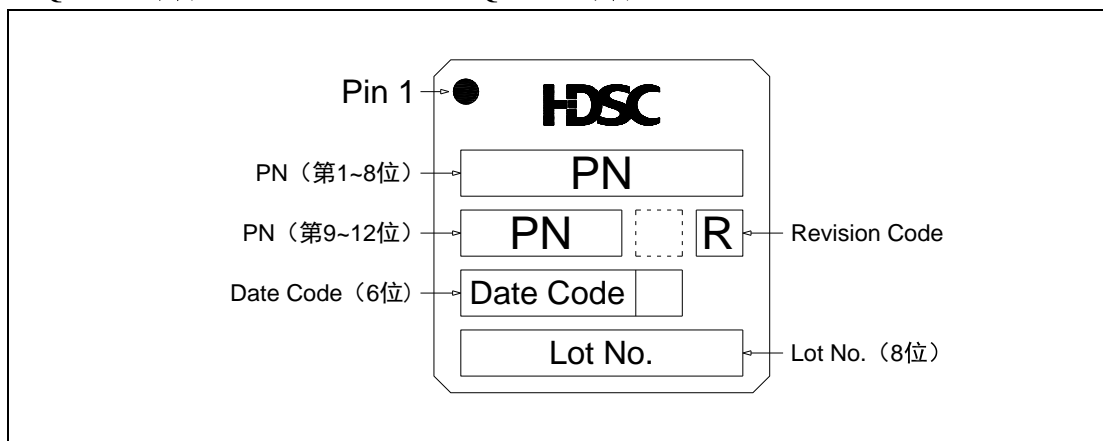 Pin 1
HDSC
PN（第1~8位） PN
PN（第9~12位） PN R Revision Code
Date Code（6位） Date Code
Lot No. Lot No.（8位）